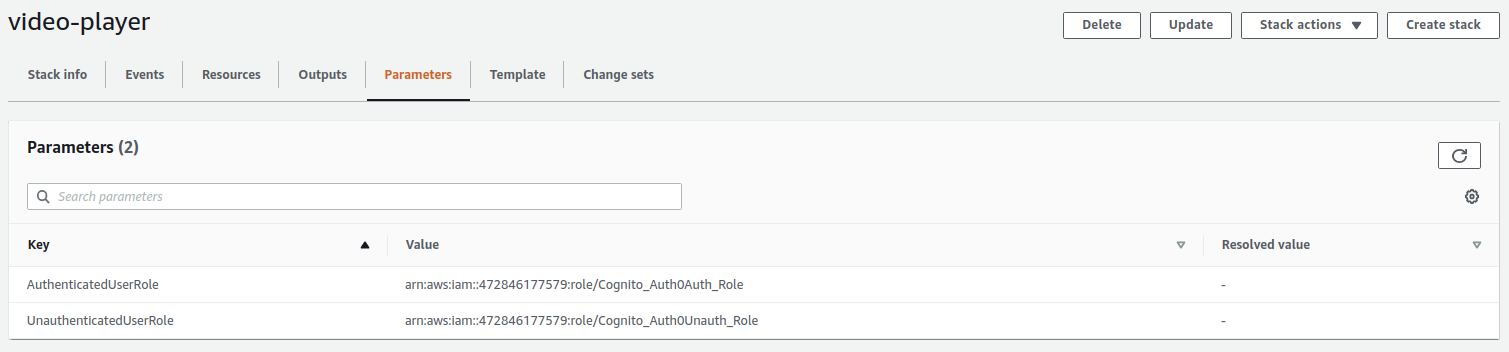 video-player
Delete Update Stack actions Create stack
Stack info Events Resources Outputs Parameters Template Change sets
Parameters (2)
Search parameters
Key Value Resolved value
AuthenticatedUserRole arn:aws:iam::472846177579:role/Cognito_Auth0Auth_Role -
UnauthenticatedUserRole arn:aws:iam::472846177579:role/Cognito_Auth0Unauth_Role -